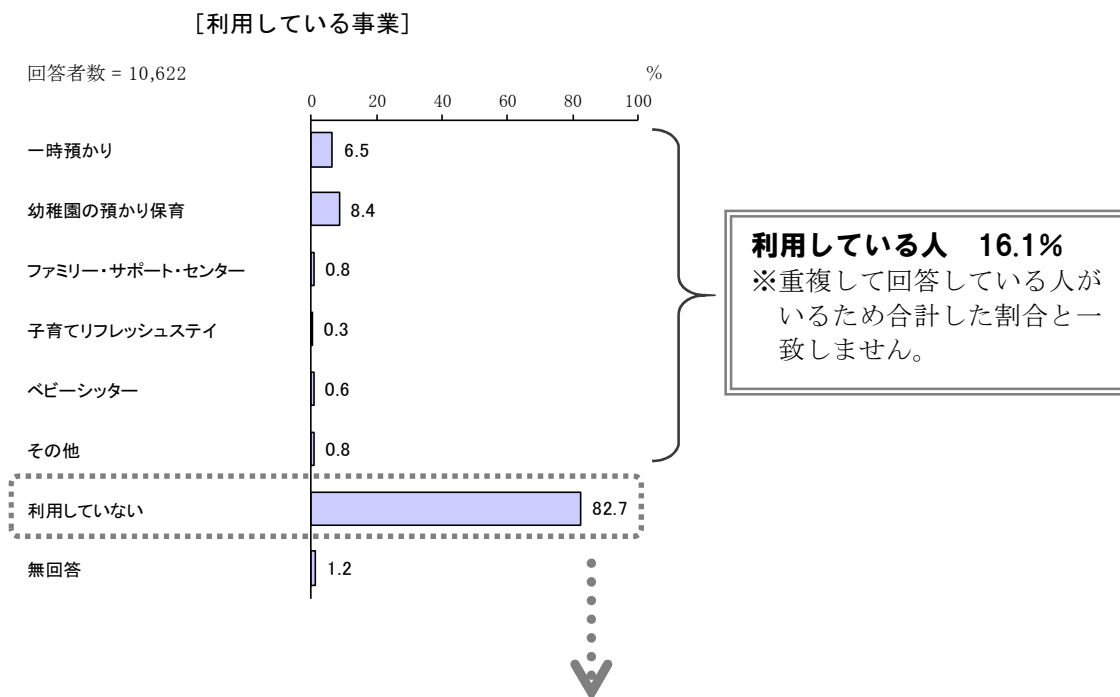 ［利用している事業］
回答者数 = 10,622
%
0 20 40 60 80 100
一時預かり 6.5
幼稚園の預かり保育 8.4
ファミリー・サポート・センター 0.8
子育てリフレッシュステイ 0.3
ベビーシッター 0.6
その他 0.8
利用していない 82.7
無回答 1.2
利用している人　16.1%
※重複して回答している人が
いるため合計した割合と一
致しません。